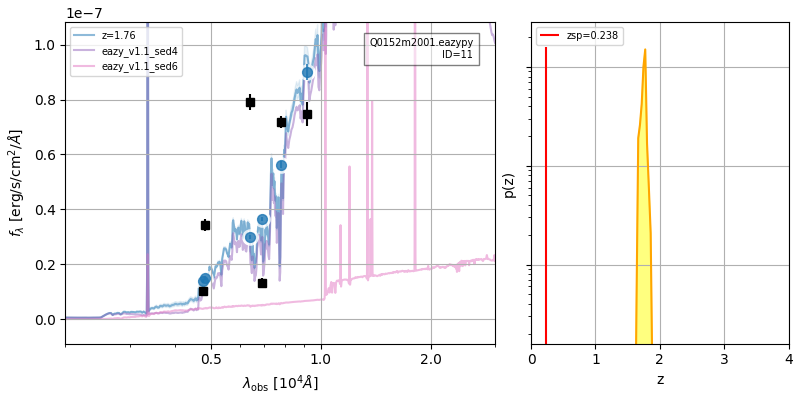 1e−7
z=1.76
eazy_v1.1_sed4
eazy_v1.1_sed6
Q0152m2001.eazypy
ID=11
1.0
0.8
0.6
0.4
0.2
0.0
f_λ [erg/s/cm²/Å]
0.5
1.0
2.0
λ_obs [10⁴Å]
zsp=0.238
p(z)
0
1
2
3
4
z